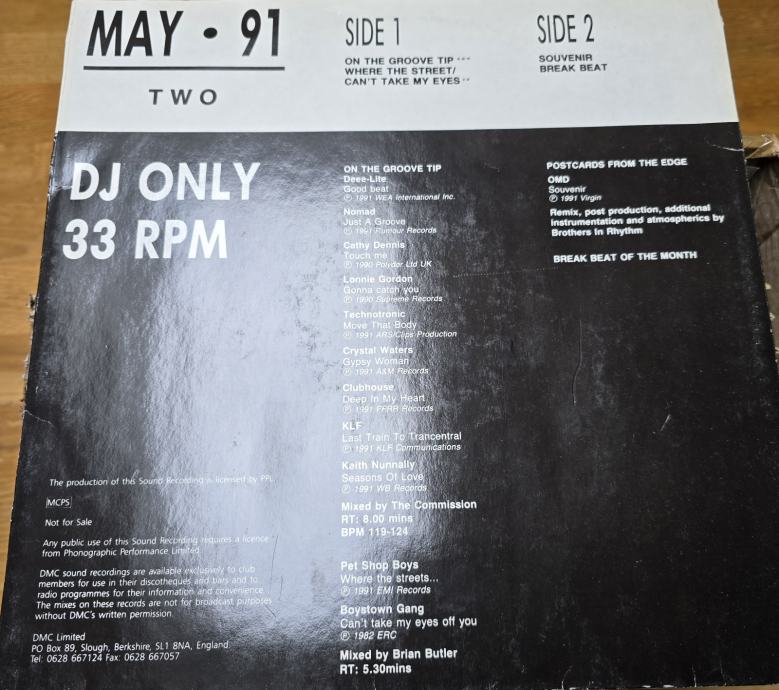 MAY • 91
TWO
SIDE 1
ON THE GROOVE TIP ***
WHERE THE STREET/
CAN'T TAKE MY EYES **
SIDE 2
SOUVENIR
BREAK BEAT
DJ ONLY
33 RPM
The production of this Sound Recording is licensed by PPL
MCPS
Not for Sale
Any public use of this Sound Recording requires a licence
from Phonographic Performance Limited
DMC sound recordings are available exclusively to club
members for use in their discotheques and bars and to
radio programmes for their information and convenience.
The mixes on these records are not for broadcast purposes
without DMC's written permission.
DMC Limited
PO Box 89, Slough, Berkshire, SL1 8NA, England
Tel: 0628 667124 Fax: 0628 667057
ON THE GROOVE TIP
Deee-Lite
Good beat
℗ 1991 WEA International Inc.
Nomad
Just A Groove
℗ 1991 Rumour Records
Cathy Dennis
Touch me
℗ 1990 Polydor Ltd UK
Lonnie Gordon
Gonna catch you
℗ 1990 Supreme Records
Technotronic
Move That Body
℗ 1991 ARS/Clips Production
Crystal Waters
Gypsy Woman
℗ 1991 A&M Records
Clubhouse
Deep In My Heart
℗ 1991 FFRR Records
KLF
Last Train To Trancentral
℗ 1991 KLF Communications
Keith Nunnally
Seasons Of Love
℗ 1991 WB Records
Mixed by The Commission
RT: 8.00 mins
BPM 119-124
Pet Shop Boys
Where the streets...
℗ 1991 EMI Records
Boystown Gang
Can't take my eyes off you
℗ 1982 ERC
Mixed by Brian Butler
RT: 5.30mins
POSTCARDS FROM THE EDGE
OMD
Souvenir
℗ 1991 Virgin
Remix, post production, additional
instrumentation and atmospherics by
Brothers In Rhythm
BREAK BEAT OF THE MONTH